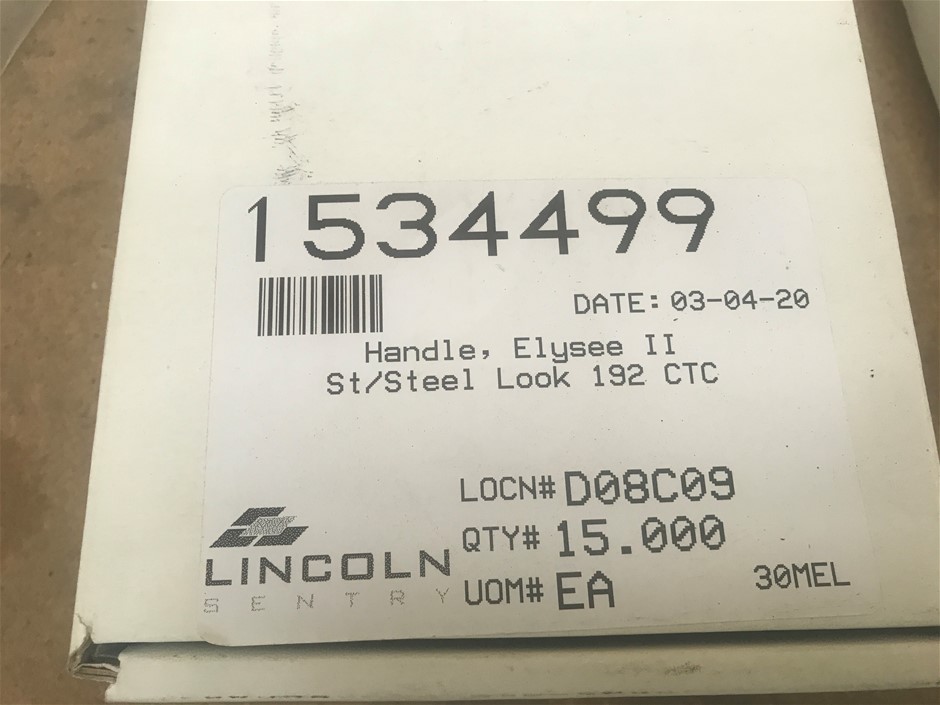 1534499
DATE: 03-04-20
Handle, Elysee II
St/Steel Look 192 CTC
LOCN# D08C09
QTY# 15.000
UOM# EA
30MEL
LINCOLN
SENTRY